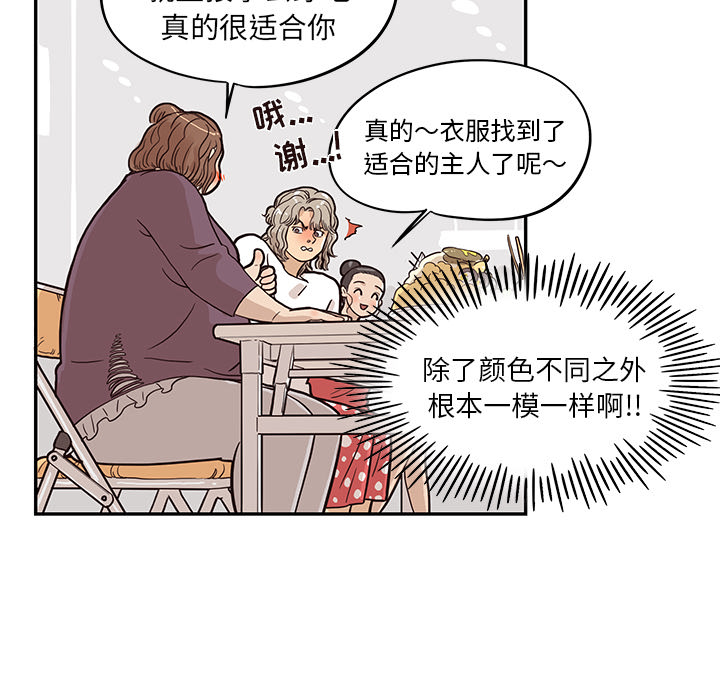 真的很适合你
哦...
谢...!
真的～衣服找到了
适合的主人了呢～
除了颜色不同之外
根本一模一样啊!!